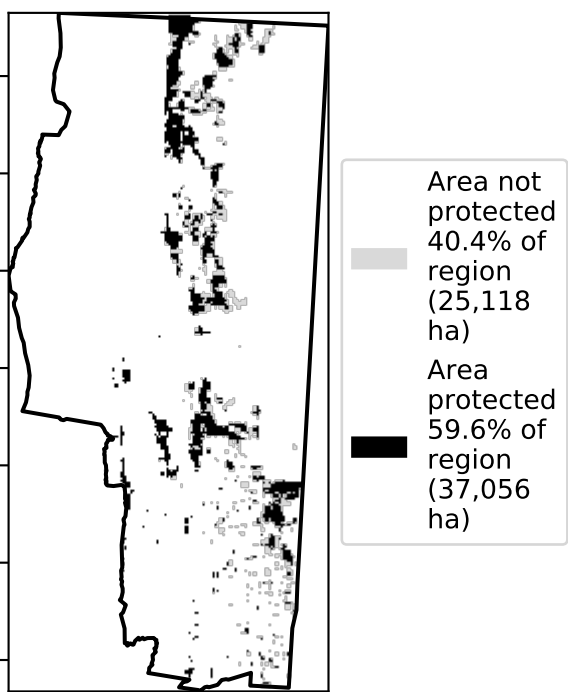 Area not
protected
40.4% of
region
(25,118
ha)
Area
protected
59.6% of
region
(37,056
ha)